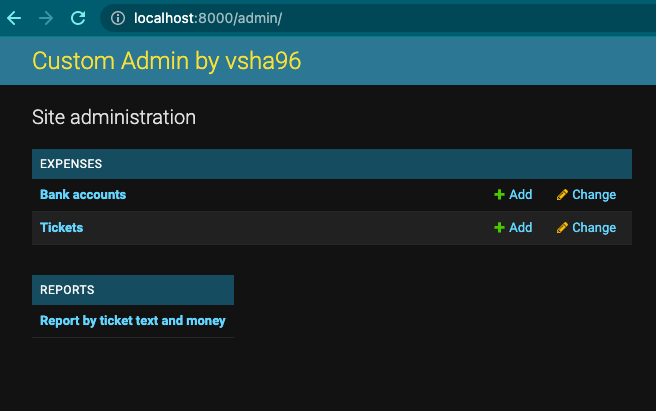 localhost:8000/admin/
Custom Admin by vsha96
Site administration
EXPENSES
Bank accounts Add Change
Tickets Add Change
REPORTS
Report by ticket text and money